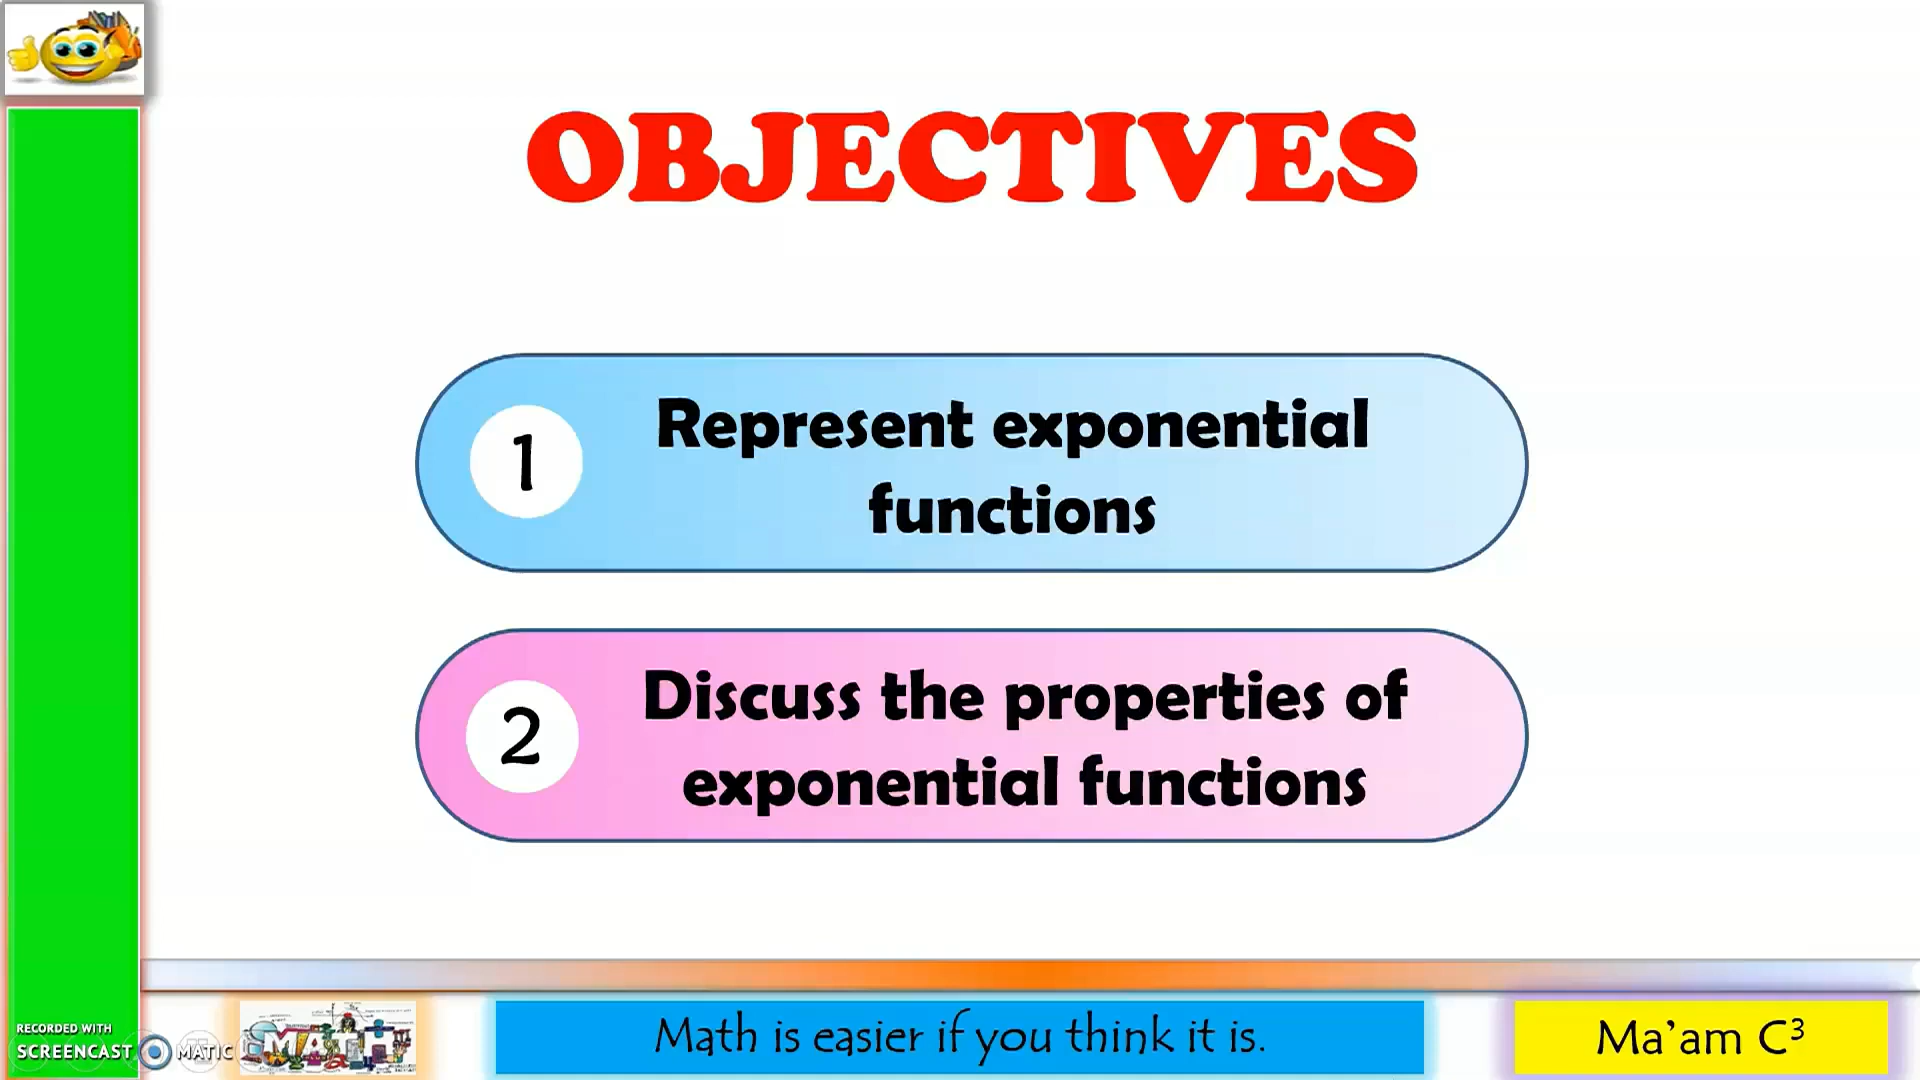 OBJECTIVES
1
Represent exponential
functions
2
Discuss the properties of
exponential functions
RECORDED WITH
SCREENCAST MATIC
MATH
Math is easier if you think it is.
Ma’am C³